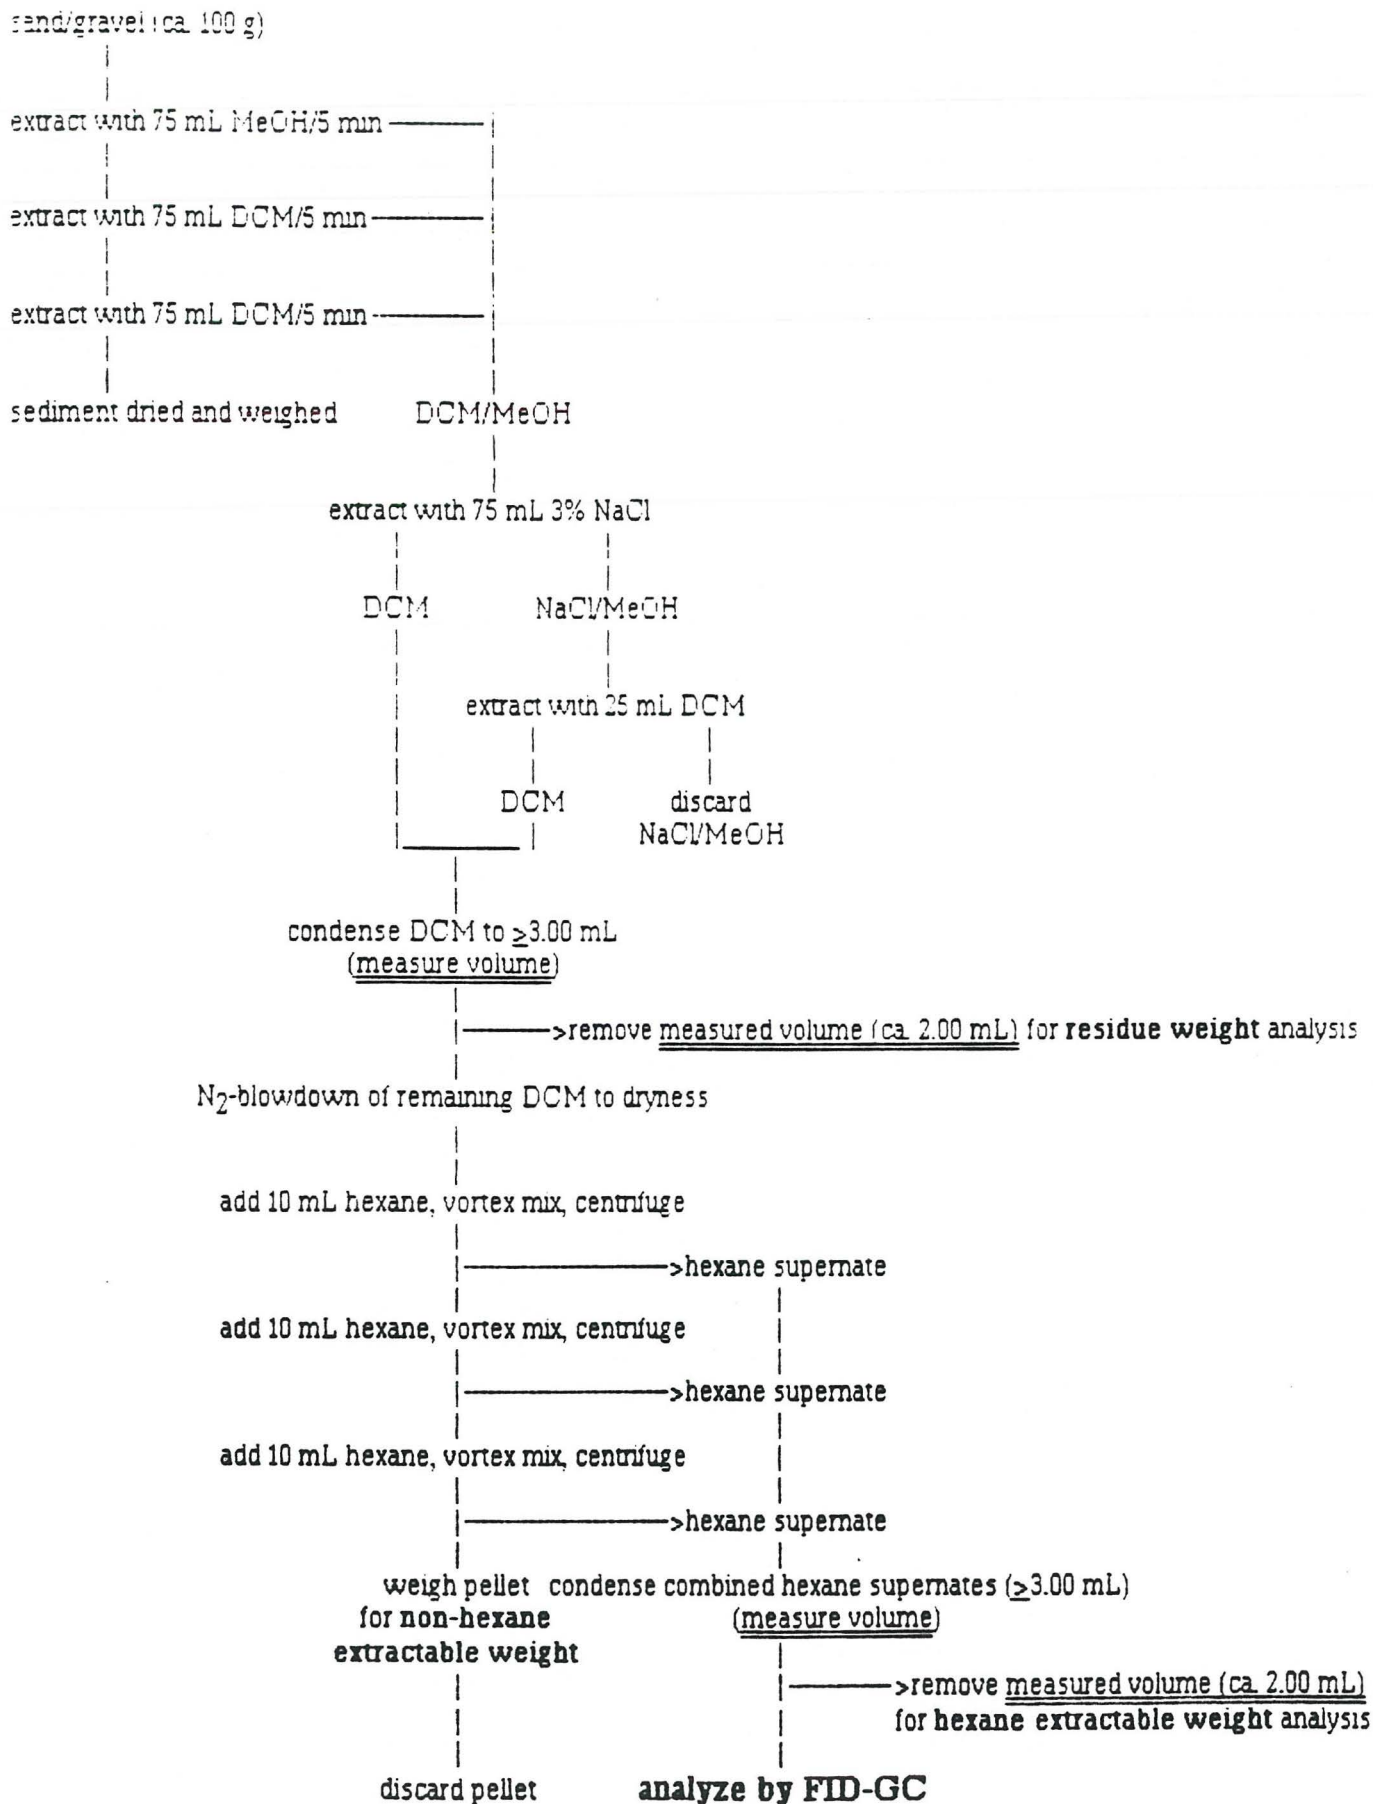 sand/gravel (ca. 100 g)
extract with 75 mL MeOH/5 min
extract with 75 mL DCM/5 min
extract with 75 mL DCM/5 min
sediment dried and weighed DCM/MeOH
extract with 75 mL 3% NaCl
DCM NaCl/MeOH
extract with 25 mL DCM
DCM discard
NaCl/MeOH
condense DCM to ≥3.00 mL
(measure volume)
>remove measured volume (ca. 2.00 mL) for residue weight analysis
N2-blowdown of remaining DCM to dryness
add 10 mL hexane, vortex mix, centrifuge
>hexane supernate
add 10 mL hexane, vortex mix, centrifuge
>hexane supernate
add 10 mL hexane, vortex mix, centrifuge
>hexane supernate
weigh pellet condense combined hexane supernates (≥3.00 mL)
for non-hexane (measure volume)
extractable weight
>remove measured volume (ca. 2.00 mL)
for hexane extractable weight analysis
discard pellet analyze by FID-GC